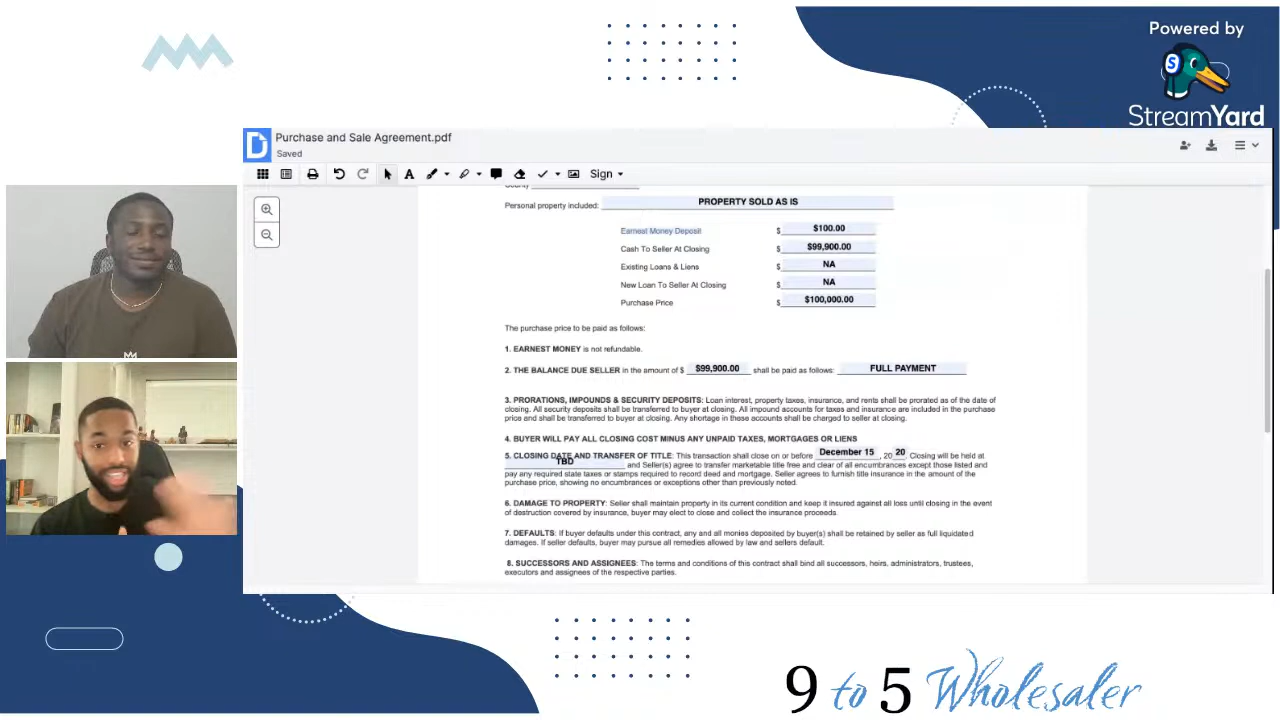 Powered by
S
StreamYard
D
Purchase and Sale Agreement.pdf
Saved
A
Sign
County
Personal property included: PROPERTY SOLD AS IS
Earnest Money Deposit $ $100.00
Cash To Seller At Closing $ $99,900.00
Existing Loans & Liens $ NA
New Loan To Seller At Closing $ NA
Purchase Price $ $100,000.00
The purchase price to be paid as follows:
1. EARNEST MONEY is not refundable.
2. THE BALANCE DUE SELLER in the amount of $ $99,900.00 shall be paid as follows: FULL PAYMENT
3. PRORATIONS, IMPOUNDS & SECURITY DEPOSITS: Loan interest, property taxes, insurance, and rents shall be prorated as of the date of
closing. All security deposits shall be transferred to buyer at closing. All impound accounts for taxes and insurance are included in the purchase
price and shall be transferred to buyer at closing. Any shortage in these accounts shall be charged to seller at closing.
4. BUYER WILL PAY ALL CLOSING COST MINUS ANY UNPAID TAXES, MORTGAGES OR LIENS
5. CLOSING DATE AND TRANSFER OF TITLE: This transaction shall close on or before December 15, 20 20 Closing will be held at
TBD and Seller(s) agree to transfer marketable title free and clear of all encumbrances except those listed and
pay any required state taxes or stamps required to record deed and mortgage. Seller agrees to furnish title insurance in the amount of the
purchase price, showing no encumbrances or exceptions other than previously noted.
6. DAMAGE TO PROPERTY: Seller shall maintain property in its current condition and keep it insured against all loss until closing in the event
of destruction covered by insurance, buyer may elect to close and collect the insurance proceeds.
7. DEFAULTS: If buyer defaults under this contract, any and all monies deposited by buyer(s) shall be retained by seller as full liquidated
damages. If seller defaults, buyer may pursue all remedies allowed by law and sellers default.
8. SUCCESSORS AND ASSIGNEES: The terms and conditions of this contract shall bind all successors, heirs, administrators, trustees,
executors and assignees of the respective parties.
9 to 5 Wholesaler